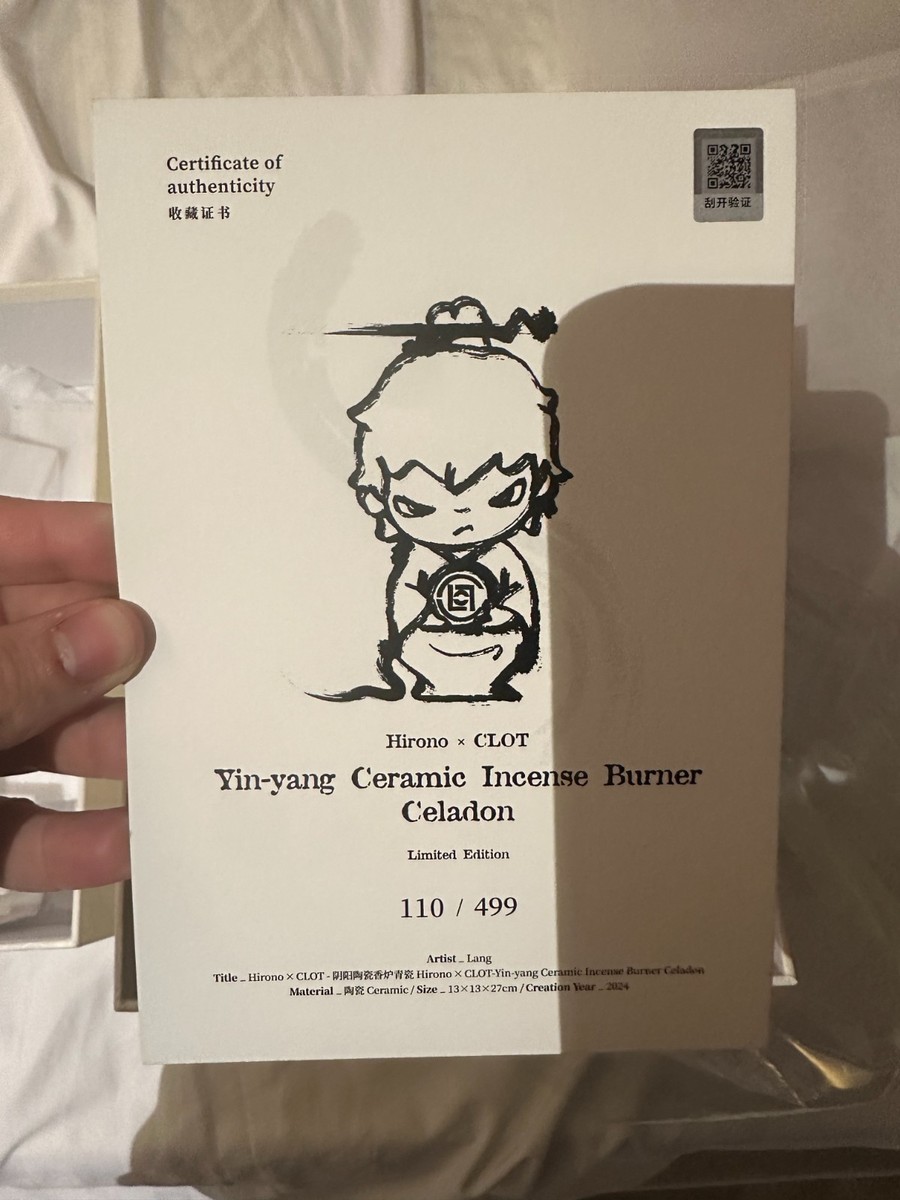 Certificate of
authenticity
收藏证书
刮开验证
Hirono × CLOT
Yin-yang Ceramic Incense Burner
Celadon
Limited Edition
110 / 499
Artist _ Lang
Title _ Hirono × CLOT - 阴阳陶瓷香炉青瓷 Hirono × CLOT-Yin-yang Ceramic Incense Burner Celadon
Material _ 陶瓷 Ceramic / Size _ 13×13×27cm / Creation Year _ 2024